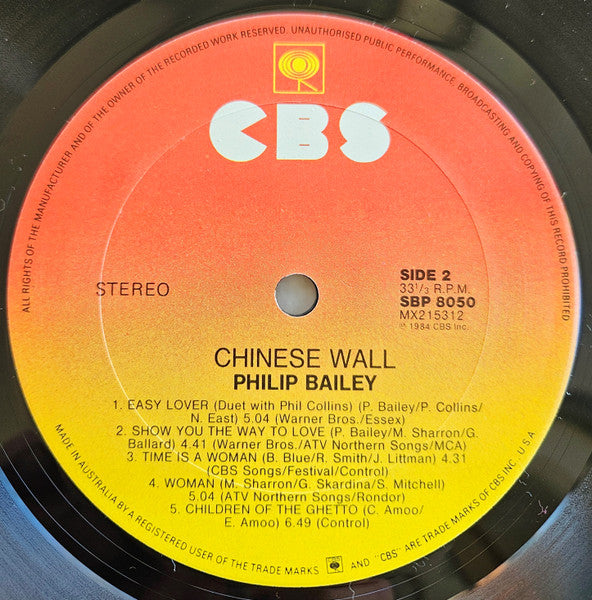 ALL RIGHTS OF THE MANUFACTURER AND OF THE OWNER OF THE RECORDED WORK RESERVED. UNAUTHORISED PUBLIC PERFORMANCE, BROADCASTING AND COPYING OF THIS RECORD PROHIBITED
CBS
STEREO
SIDE 2
33 1/3 R.P.M.
SBP 8050
MX215312
℗ 1984 CBS Inc.
CHINESE WALL
PHILIP BAILEY
1. EASY LOVER (Duet with Phil Collins) (P. Bailey/P. Collins/
N. East) 5.04 (Warner Bros./Essex)
2. SHOW YOU THE WAY TO LOVE (P. Bailey/M. Sharron/G.
Ballard) 4.41 (Warner Bros./ATV Northern Songs/MCA)
3. TIME IS A WOMAN (B. Blue/R. Smith/J. Littman) 4.31
(CBS Songs/Festival/Control)
4. WOMAN (M. Sharron/G. Skardina/S. Mitchell)
5.04 (ATV Northern Songs/Rondor)
5. CHILDREN OF THE GHETTO (C. Amoo/
E. Amoo) 6.49 (Control)
MADE IN AUSTRALIA BY A REGISTERED USER OF THE TRADE MARKS AND "CBS" ARE TRADE MARKS OF CBS INC. U.S.A